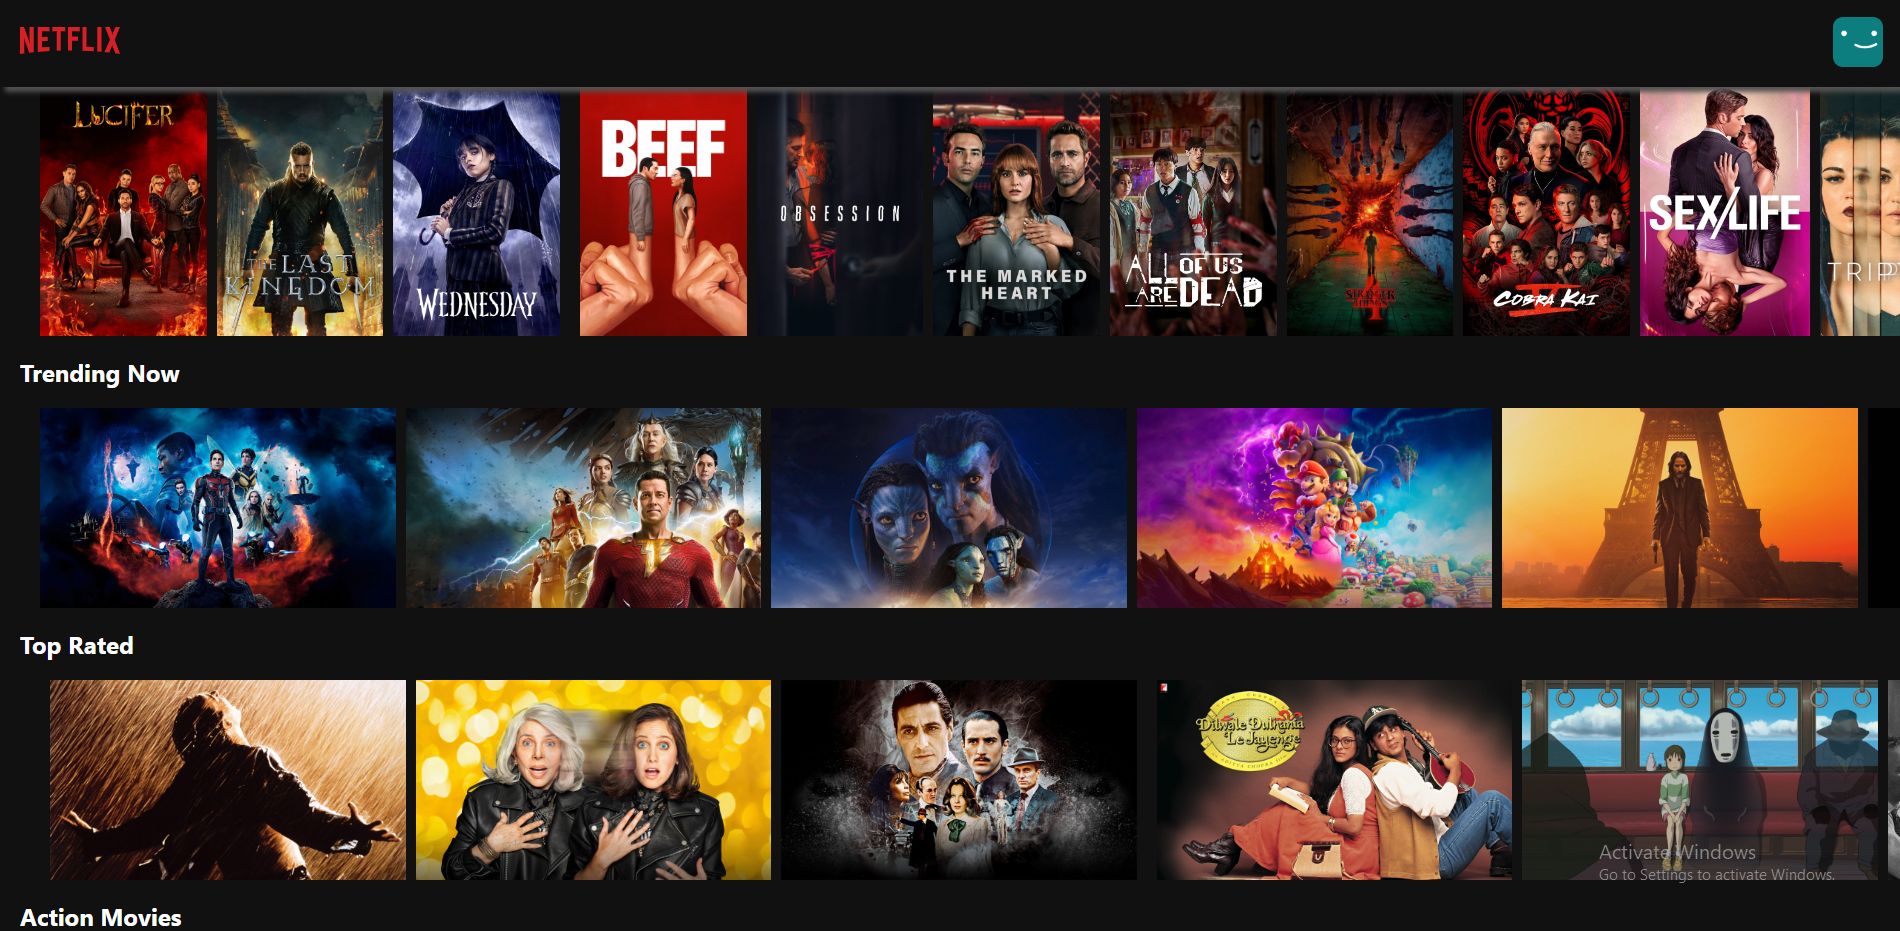 NETFLIX
LUCIFER
THE LAST
KINGDOM
WEDNESDAY
BEEF
OBSESSION
THE MARKED
HEART
ALL OF US
ARE DEAD
STRANGER
THINGS
4
COBRA KAI
V
SEX/LIFE
Trending Now
Top Rated
Dilwale Dulhania
Le Jayenge
Activate Windows
Go to Settings to activate Windows.
Action Movies